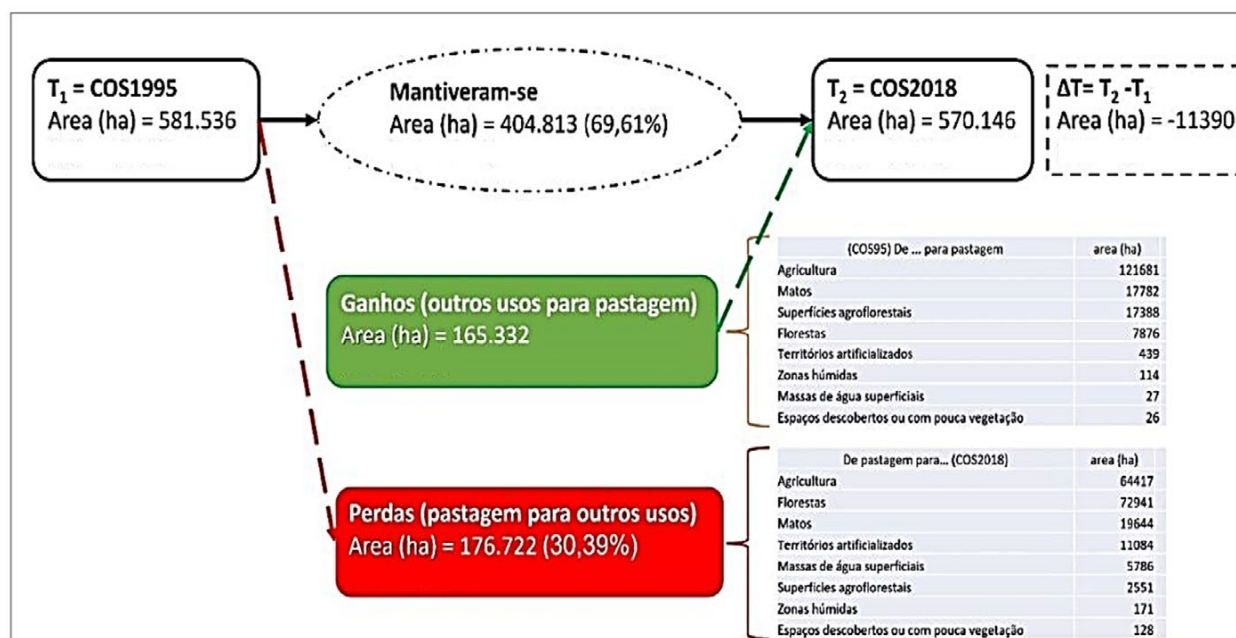 T1 = COS1995
Area (ha) = 581.536
Mantiveram-se
Area (ha) = 404.813 (69,61%)
T2 = COS2018
Area (ha) = 570.146
ΔT= T2 -T1
Area (ha) = -11390
Ganhos (outros usos para pastagem)
Area (ha) = 165.332
(COS95) De ... para pastagem area (ha)
Agricultura 121681
Matos 17782
Superfícies agroflorestais 17388
Florestas 7876
Territórios artificializados 439
Zonas húmidas 114
Massas de água superficiais 27
Espaços descobertos ou com pouca vegetação 26
Perdas (pastagem para outros usos)
Area (ha) = 176.722 (30,39%)
De pastagem para... (COS2018) area (ha)
Agricultura 64417
Florestas 72941
Matos 19644
Territórios artificializados 11084
Massas de água superficiais 5786
Superfícies agroflorestais 2551
Zonas húmidas 171
Espaços descobertos ou com pouca vegetação 128